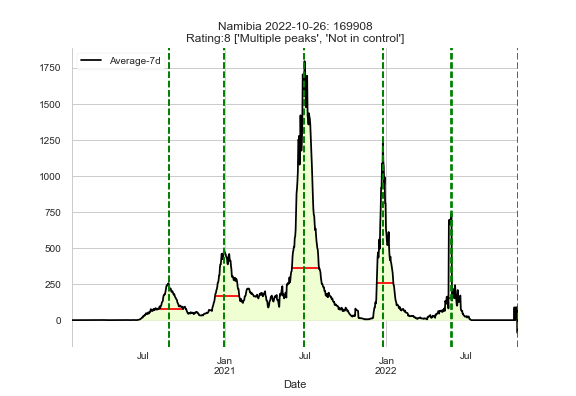 Namibia 2022-10-26: 169908
Rating:8 ['Multiple peaks', 'Not in control']
Average-7d
1750
1500
1250
1000
750
500
250
0
Jul
Jan
2021
Jul
Jan
2022
Jul
Date